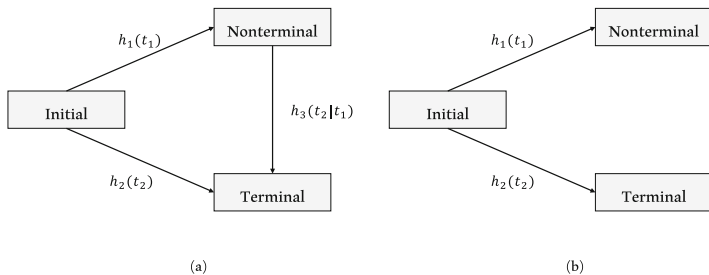 Nonterminal
h₁(t₁)
Initial
h₃(t₂|t₁)
h₂(t₂)
Terminal
(a)
Nonterminal
h₁(t₁)
Initial
h₂(t₂)
Terminal
(b)